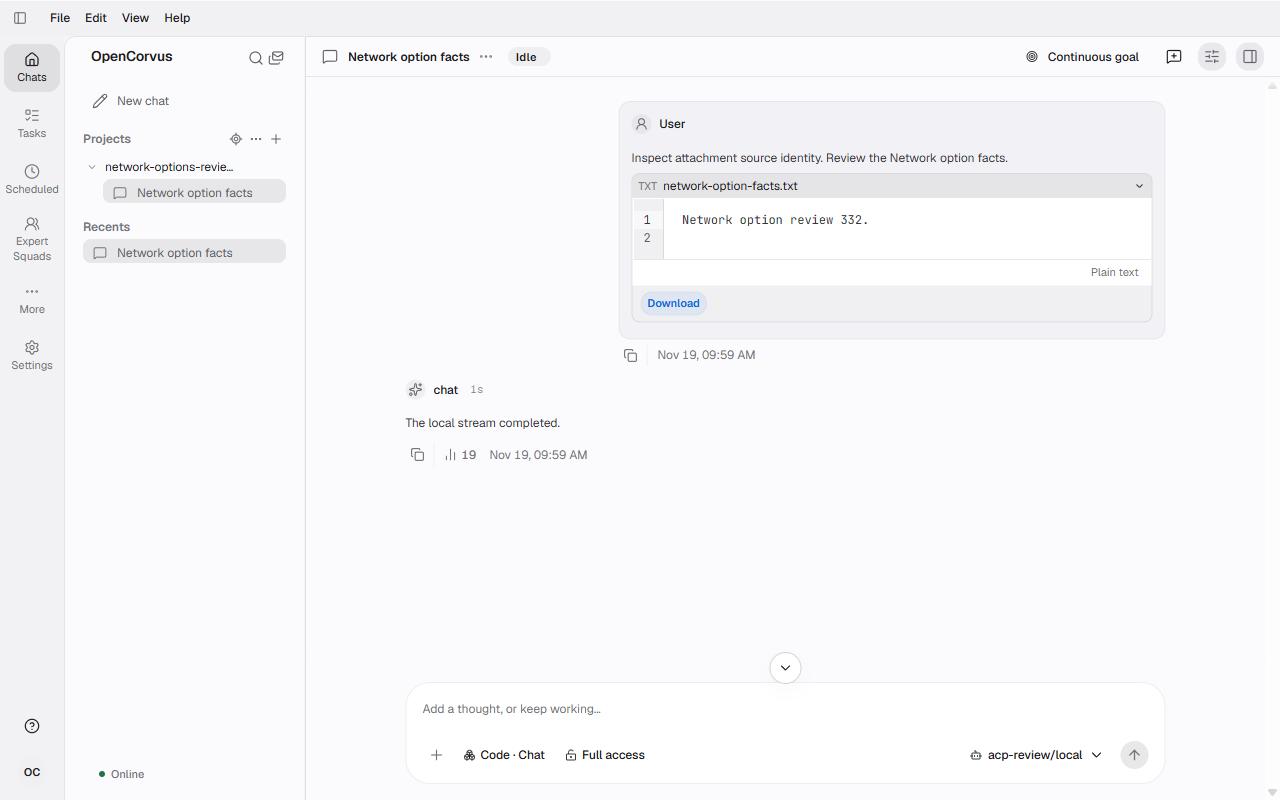 File Edit View Help
OpenCorvus
Chats
Tasks
Scheduled
Expert
Squads
More
Settings
OC
New chat
Projects
network-options-revie…
Network option facts
Recents
Network option facts
Online
Network option facts
Idle
Continuous goal
User
Inspect attachment source identity. Review the Network option facts.
TXT network-option-facts.txt
1 Network option review 332.
2
Plain text
Download
Nov 19, 09:59 AM
chat 1s
The local stream completed.
19 Nov 19, 09:59 AM
Add a thought, or keep working…
Code · Chat
Full access
acp-review/local